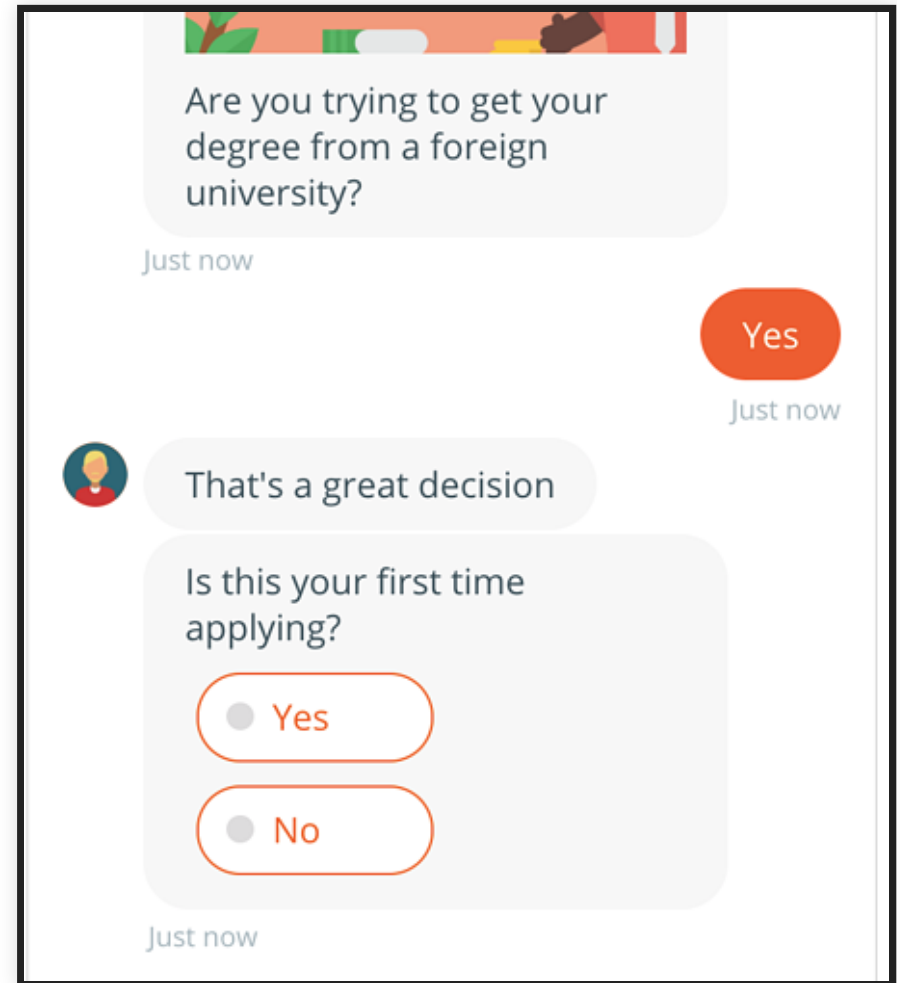 Are you trying to get your
degree from a foreign
university?
Just now
Yes
Just now
That's a great decision
Is this your first time
applying?
Yes
No
Just now